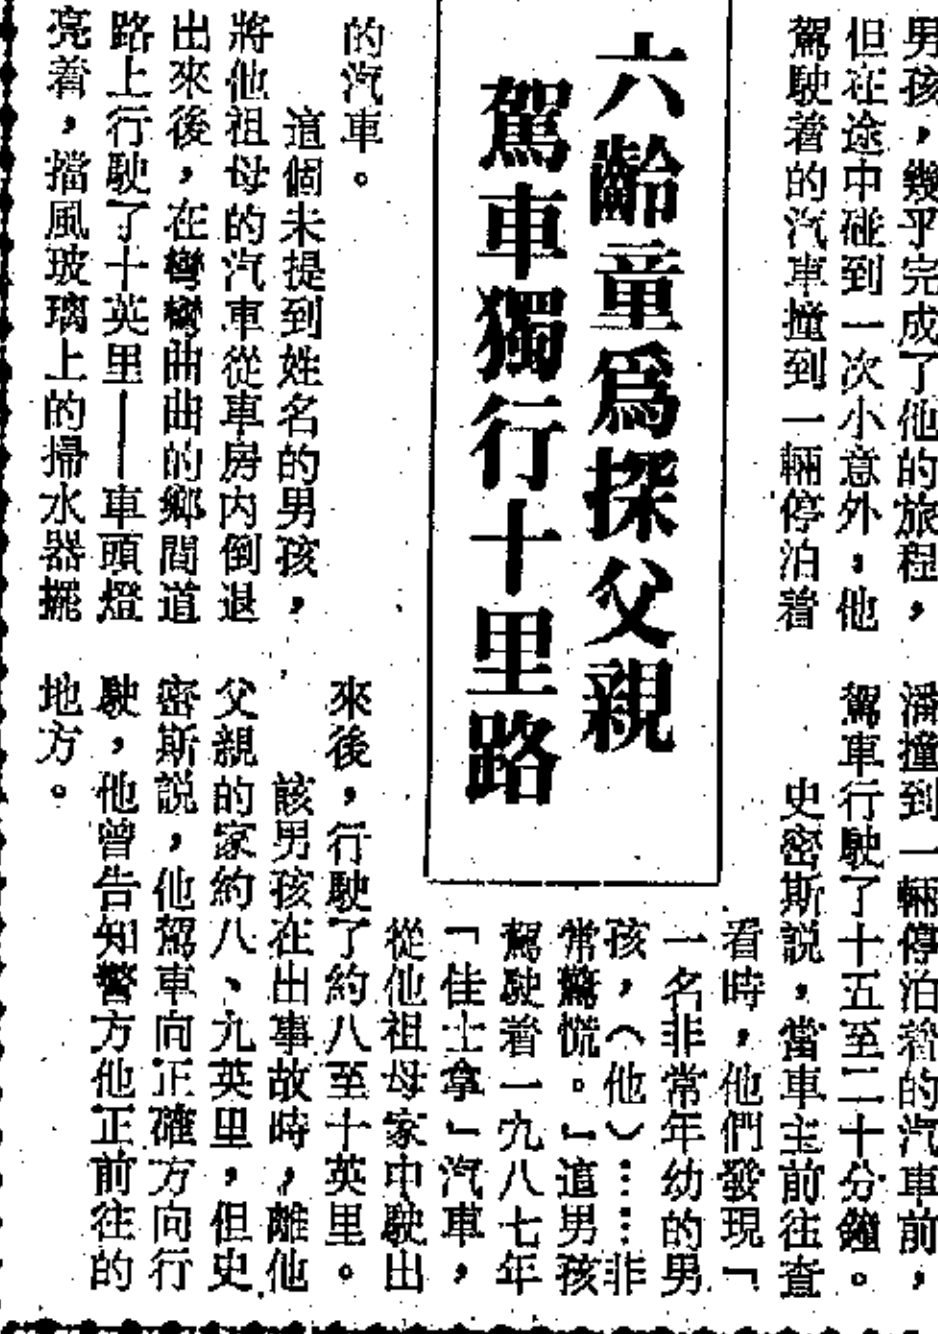 六齡童爲探父親
駕車獨行十里路
男孩，幾乎完成了他的旅程，
但在途中碰到一次小意外，他
駕駛着的汽車撞到一輛停泊着
的汽車。
這個未提到姓名的男孩，
將他祖母的汽車從車房內倒退
出來後，在彎彎曲曲的鄉間道
路上行駛了十英里——車頭燈
亮着，擋風玻璃上的掃水器擺
潘撞到一輛停泊着的汽車前，
駕車行駛了十五至二十分鐘。
史密斯說，當車主前往查
看時，他們發現「
一名非常年幼的男
孩，（他）……非
常驚慌。」這男孩
駕駛着一九八七年
「佳士拿」汽車，
從他祖母家中駛出
來後，行駛了約八至十英里。
該男孩在出事故時，離他
父親的家約八、九英里，但史
密斯說，他駕車向正確方向行
駛，他曾告知警方他正前往的
地方。